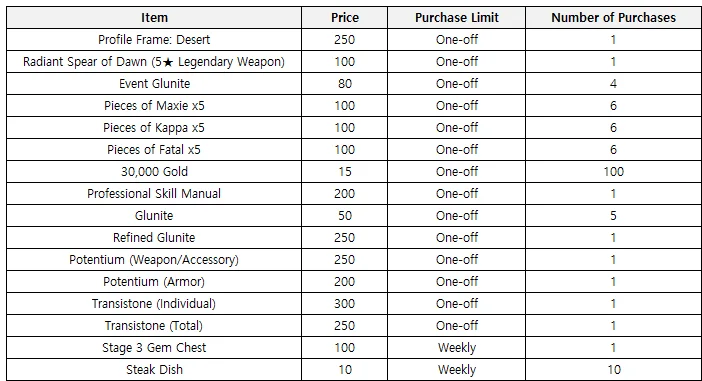 Item Price Purchase Limit Number of Purchases
Profile Frame: Desert 250 One-off 1
Radiant Spear of Dawn (5★ Legendary Weapon) 100 One-off 1
Event Glunite 80 One-off 4
Pieces of Maxie x5 100 One-off 6
Pieces of Kappa x5 100 One-off 6
Pieces of Fatal x5 100 One-off 6
30,000 Gold 15 One-off 100
Professional Skill Manual 200 One-off 1
Glunite 50 One-off 5
Refined Glunite 250 One-off 1
Potentium (Weapon/Accessory) 250 One-off 1
Potentium (Armor) 200 One-off 1
Transistone (Individual) 300 One-off 1
Transistone (Total) 250 One-off 1
Stage 3 Gem Chest 100 Weekly 1
Steak Dish 10 Weekly 10